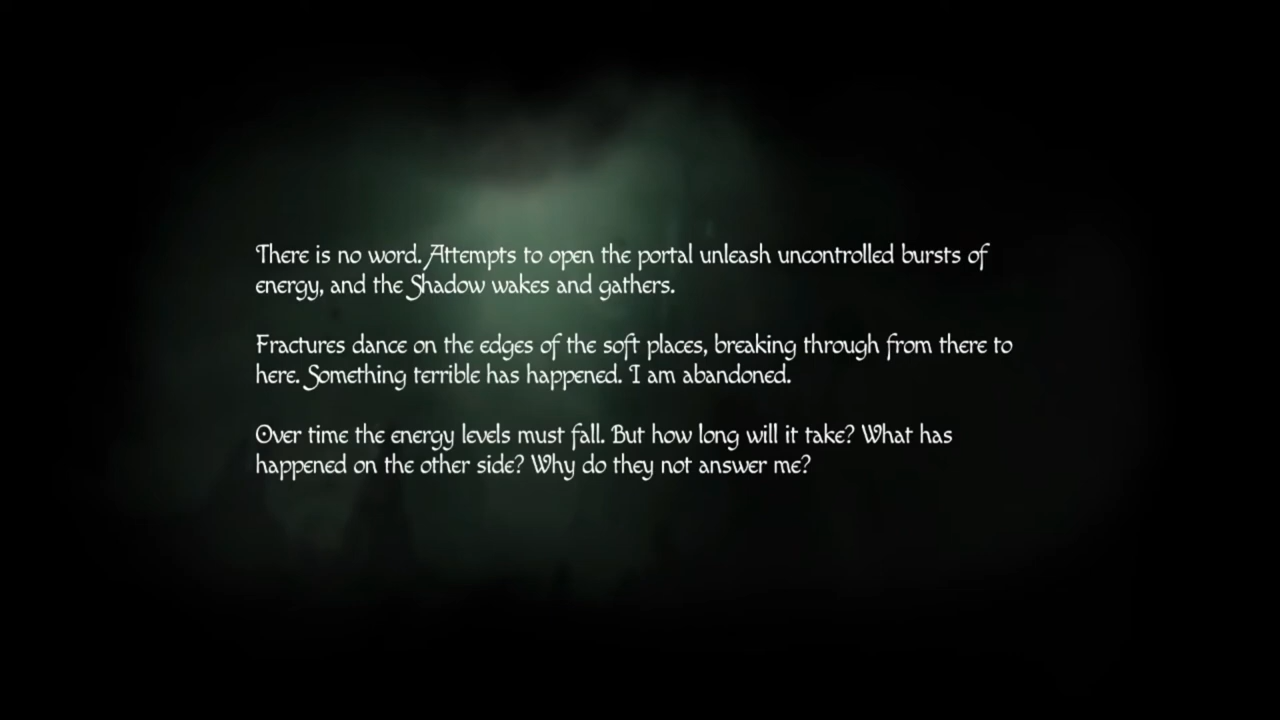 There is no word. Attempts to open the portal unleash uncontrolled bursts of
energy, and the Shadow wakes and gathers.
Fractures dance on the edges of the soft places, breaking through from there to
here. Something terrible has happened. I am abandoned.
Over time the energy levels must fall. But how long will it take? What has
happened on the other side? Why do they not answer me?